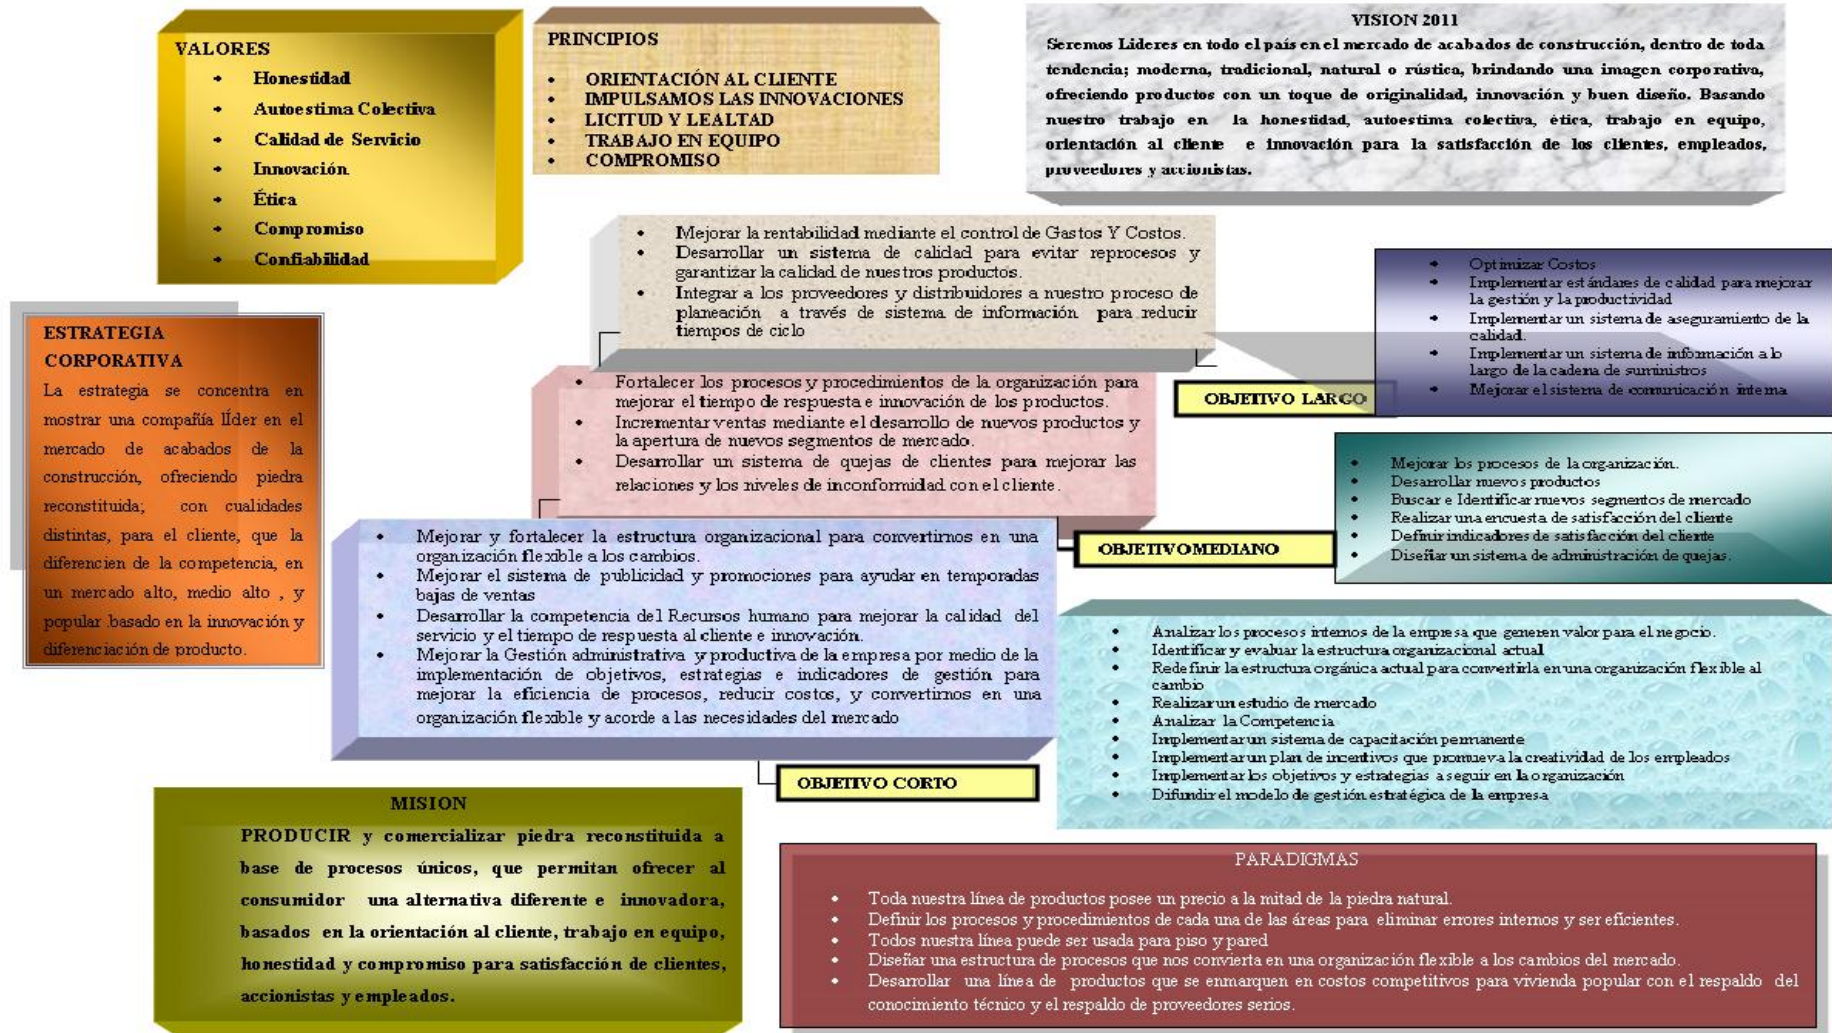 VALORES
• Honestidad
• Autoestima Colectiva
• Calidad de Servicio
• Innovación
• Ética
• Compromiso
• Confiabilidad
PRINCIPIOS
• ORIENTACIÓN AL CLIENTE
• IMPULSAMOS LAS INNOVACIONES
• LICITUD Y LEALTAD
• TRABAJO EN EQUIPO
• COMPROMISO
VISION 2011
Seremos Lideres en todo el país en el mercado de acabados de construcción, dentro de toda
tendencia; moderna, tradicional, natural o rústica, brindando una imagen corporativa,
ofreciendo productos con un toque de originalidad, innovación y buen diseño. Basando
nuestro trabajo en la honestidad, autoestima colectiva, ética, trabajo en equipo,
orientación al cliente e innovación para la satisfacción de los clientes, empleados,
proveedores y accionistas.
• Mejorar la rentabilidad mediante el control de Gastos Y Costos.
• Desarrollar un sistema de calidad para evitar reprocesos y
garantizar la calidad de nuestros productos.
• Integrar a los proveedores y distribuidores a nuestro proceso de
planeación a través de sistema de información para reducir
tiempos de ciclo
OBJETIVO LARGO
• Optimizar Costos
• Implementar estándares de calidad para mejorar
la gestión y la productividad
• Implementar un sistema de aseguramiento de la
calidad.
• Implementar un sistema de información a lo
largo de la cadena de suministros
• Mejorar el sistema de comunicación interna
ESTRATEGIA
CORPORATIVA
La estrategia se concentra en
mostrar una compañía líder en el
mercado de acabados de la
construcción, ofreciendo piedra
reconstituida; con cualidades
distintas, para el cliente, que la
diferencien de la competencia, en
un mercado alto, medio alto , y
popular .basado en la innovación y
diferenciación de producto.
• Fortalecer los procesos y procedimientos de la organización para
mejorar el tiempo de respuesta e innovación de los productos.
• Incrementar ventas mediante el desarrollo de nuevos productos y
la apertura de nuevos segmentos de mercado.
• Desarrollar un sistema de quejas de clientes para mejorar las
relaciones y los niveles de inconformidad con el cliente.
OBJETIVO MEDIANO
• Mejorar los procesos de la organización.
• Desarrollar nuevos productos
• Buscar e Identificar nuevos segmentos de mercado
• Realizar una encuesta de satisfacción del cliente
• Definir indicadores de satisfacción del cliente
• Diseñar un sistema de administración de quejas.
• Mejorar y fortalecer la estructura organizacional para convertirnos en una
organización flexible a los cambios.
• Mejorar el sistema de publicidad y promociones para ayudar en temporadas
bajas de ventas
• Desarrollar la competencia del Recursos humano para mejorar la calidad del
servicio y el tiempo de respuesta al cliente e innovación.
• Mejorar la Gestión administrativa y productiva de la empresa por medio de la
implementación de objetivos, estrategias e indicadores de gestión para
mejorar la eficiencia de procesos, reducir costos, y convertirnos en una
organización flexible y acorde a las necesidades del mercado
OBJETIVO CORTO
• Analizar los procesos internos de la empresa que generen valor para el negocio.
• Identificar y evaluar la estructura organizacional actual
• Redefinir la estructura orgánica actual para convertirla en una organización flexible al
cambio
• Realizar un estudio de mercado
• Analizar la Competencia
• Implementar un sistema de capacitación permanente
• Implementar un plan de incentivos que promueva la creatividad de los empleados
• Implementar los objetivos y estrategias a seguir en la organización
• Difundir el modelo de gestión estratégica de la empresa
MISION
PRODUCIR y comercializar piedra reconstituida a
base de procesos únicos, que permitan ofrecer al
consumidor una alternativa diferente e innovadora,
basados en la orientación al cliente, trabajo en equipo,
honestidad y compromiso para satisfacción de clientes,
accionistas y empleados.
PARADIGMAS
• Toda nuestra línea de productos posee un precio a la mitad de la piedra natural.
• Definir los procesos y procedimientos de cada una de las áreas para eliminar errores internos y ser eficientes.
• Todos nuestra línea puede ser usada para piso y pared
• Diseñar una estructura de procesos que nos convierta en una organización flexible a los cambios del mercado.
• Desarrollar una línea de productos que se enmarquen en costos competitivos para vivienda popular con el respaldo del
conocimiento técnico y el respaldo de proveedores serios.